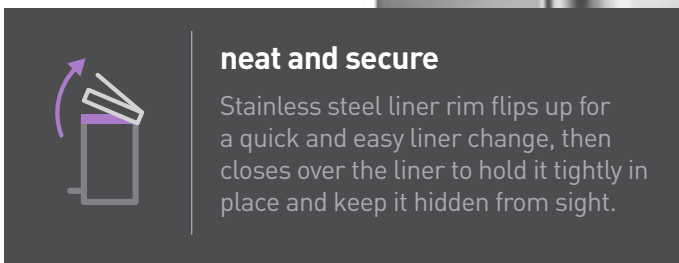 neat and secure
Stainless steel liner rim flips up for
a quick and easy liner change, then
closes over the liner to hold it tightly in
place and keep it hidden from sight.